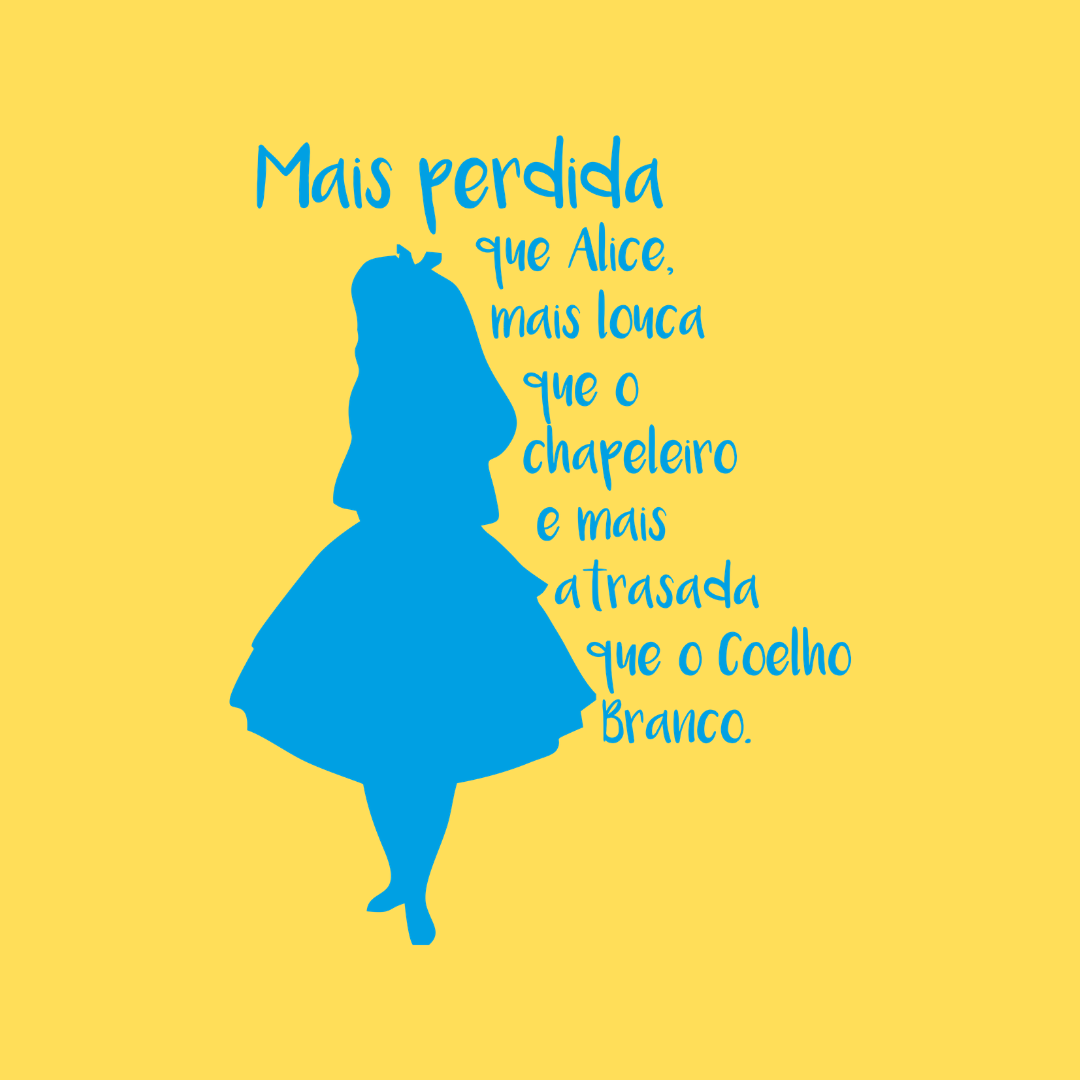 Mais perdida
que Alice,
mais louca
que o
chapeleiro
e mais
atrasada
que o Coelho
Branco.